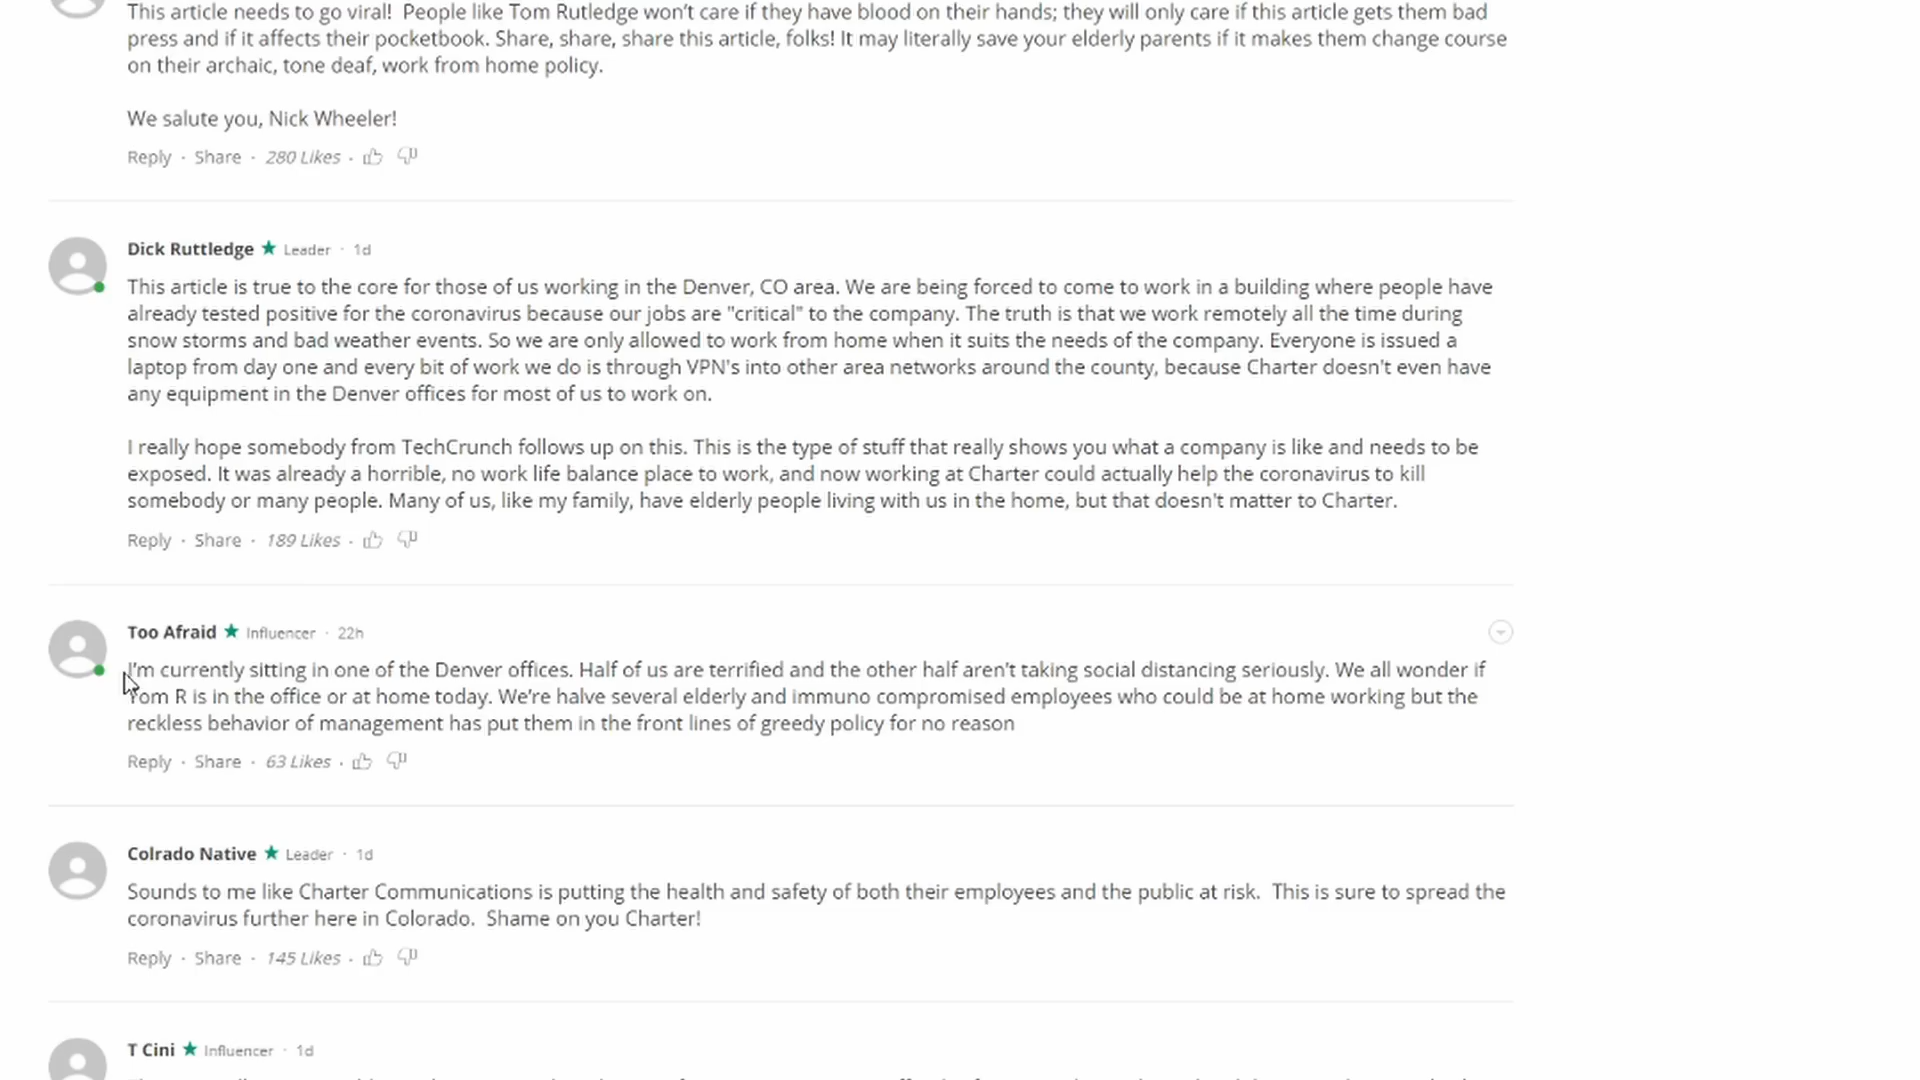 This article needs to go viral!  People like Tom Rutledge won't care if they have blood on their hands; they will only care if this article gets them bad
press and if it affects their pocketbook. Share, share, share this article, folks! It may literally save your elderly parents if it makes them change course
on their archaic, tone deaf, work from home policy.
We salute you, Nick Wheeler!
Reply · Share · 280 Likes ·
Dick Ruttledge ★ Leader · 1d
This article is true to the core for those of us working in the Denver, CO area. We are being forced to come to work in a building where people have
already tested positive for the coronavirus because our jobs are "critical" to the company. The truth is that we work remotely all the time during
snow storms and bad weather events. So we are only allowed to work from home when it suits the needs of the company. Everyone is issued a
laptop from day one and every bit of work we do is through VPN's into other area networks around the county, because Charter doesn't even have
any equipment in the Denver offices for most of us to work on.
I really hope somebody from TechCrunch follows up on this. This is the type of stuff that really shows you what a company is like and needs to be
exposed. It was already a horrible, no work life balance place to work, and now working at Charter could actually help the coronavirus to kill
somebody or many people. Many of us, like my family, have elderly people living with us in the home, but that doesn't matter to Charter.
Reply · Share · 189 Likes ·
Too Afraid ★ Influencer · 22h
I'm currently sitting in one of the Denver offices. Half of us are terrified and the other half aren't taking social distancing seriously. We all wonder if
Tom R is in the office or at home today. We're halve several elderly and immuno compromised employees who could be at home working but the
reckless behavior of management has put them in the front lines of greedy policy for no reason
Reply · Share · 63 Likes ·
Colrado Native ★ Leader · 1d
Sounds to me like Charter Communications is putting the health and safety of both their employees and the public at risk.  This is sure to spread the
coronavirus further here in Colorado.  Shame on you Charter!
Reply · Share · 145 Likes ·
T Cini ★ Influencer · 1d